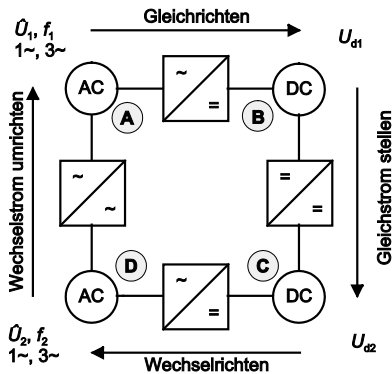 Gleichrichten
Û1, f1
1~, 3~
Ud1
AC
~
=
DC
A
B
Wechselstrom umrichten
~
~
=
=
Gleichstrom stellen
D
C
AC
~
=
DC
Û2, f2
1~, 3~
Ud2
Wechselrichten